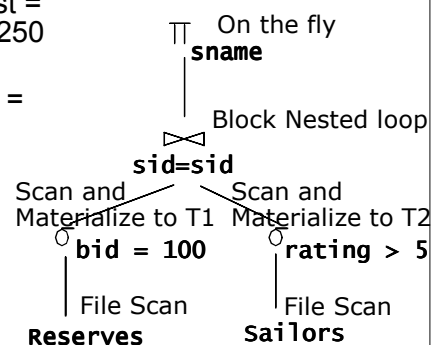 st =
250
π On the fly
sname
=
Block Nested loop
sid=sid
Scan and Scan and
Materialize to T1 Materialize to T2
σ bid = 100 σ rating > 5
File Scan File Scan
Reserves Sailors